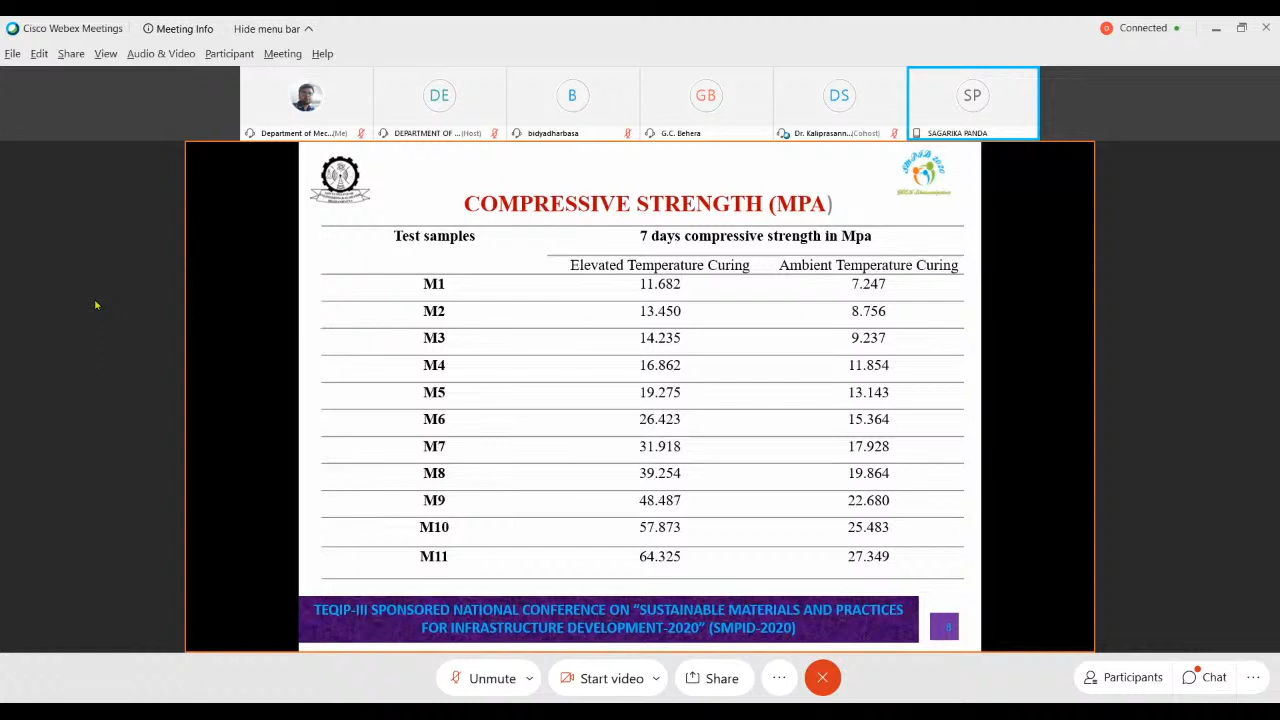 Cisco Webex Meetings
Meeting Info
Hide menu bar
Connected
File Edit Share View Audio & Video Participant Meeting Help
DE B GB DS SP
Department of Mec... (Me) DEPARTMENT OF ... (Host) bidyadharbasa G.C. Behera Dr. Kaliprasann... (Cohost) SAGARIKA PANDA
SMPID 2020
COMPRESSIVE STRENGTH (MPA)
Test samples 7 days compressive strength in Mpa
Elevated Temperature Curing Ambient Temperature Curing
M1 11.682 7.247
M2 13.450 8.756
M3 14.235 9.237
M4 16.862 11.854
M5 19.275 13.143
M6 26.423 15.364
M7 31.918 17.928
M8 39.254 19.864
M9 48.487 22.680
M10 57.873 25.483
M11 64.325 27.349
TEQIP-III SPONSORED NATIONAL CONFERENCE ON “SUSTAINABLE MATERIALS AND PRACTICES
FOR INFRASTRUCTURE DEVELOPMENT-2020” (SMPID-2020)
8
Unmute Start video Share Participants Chat